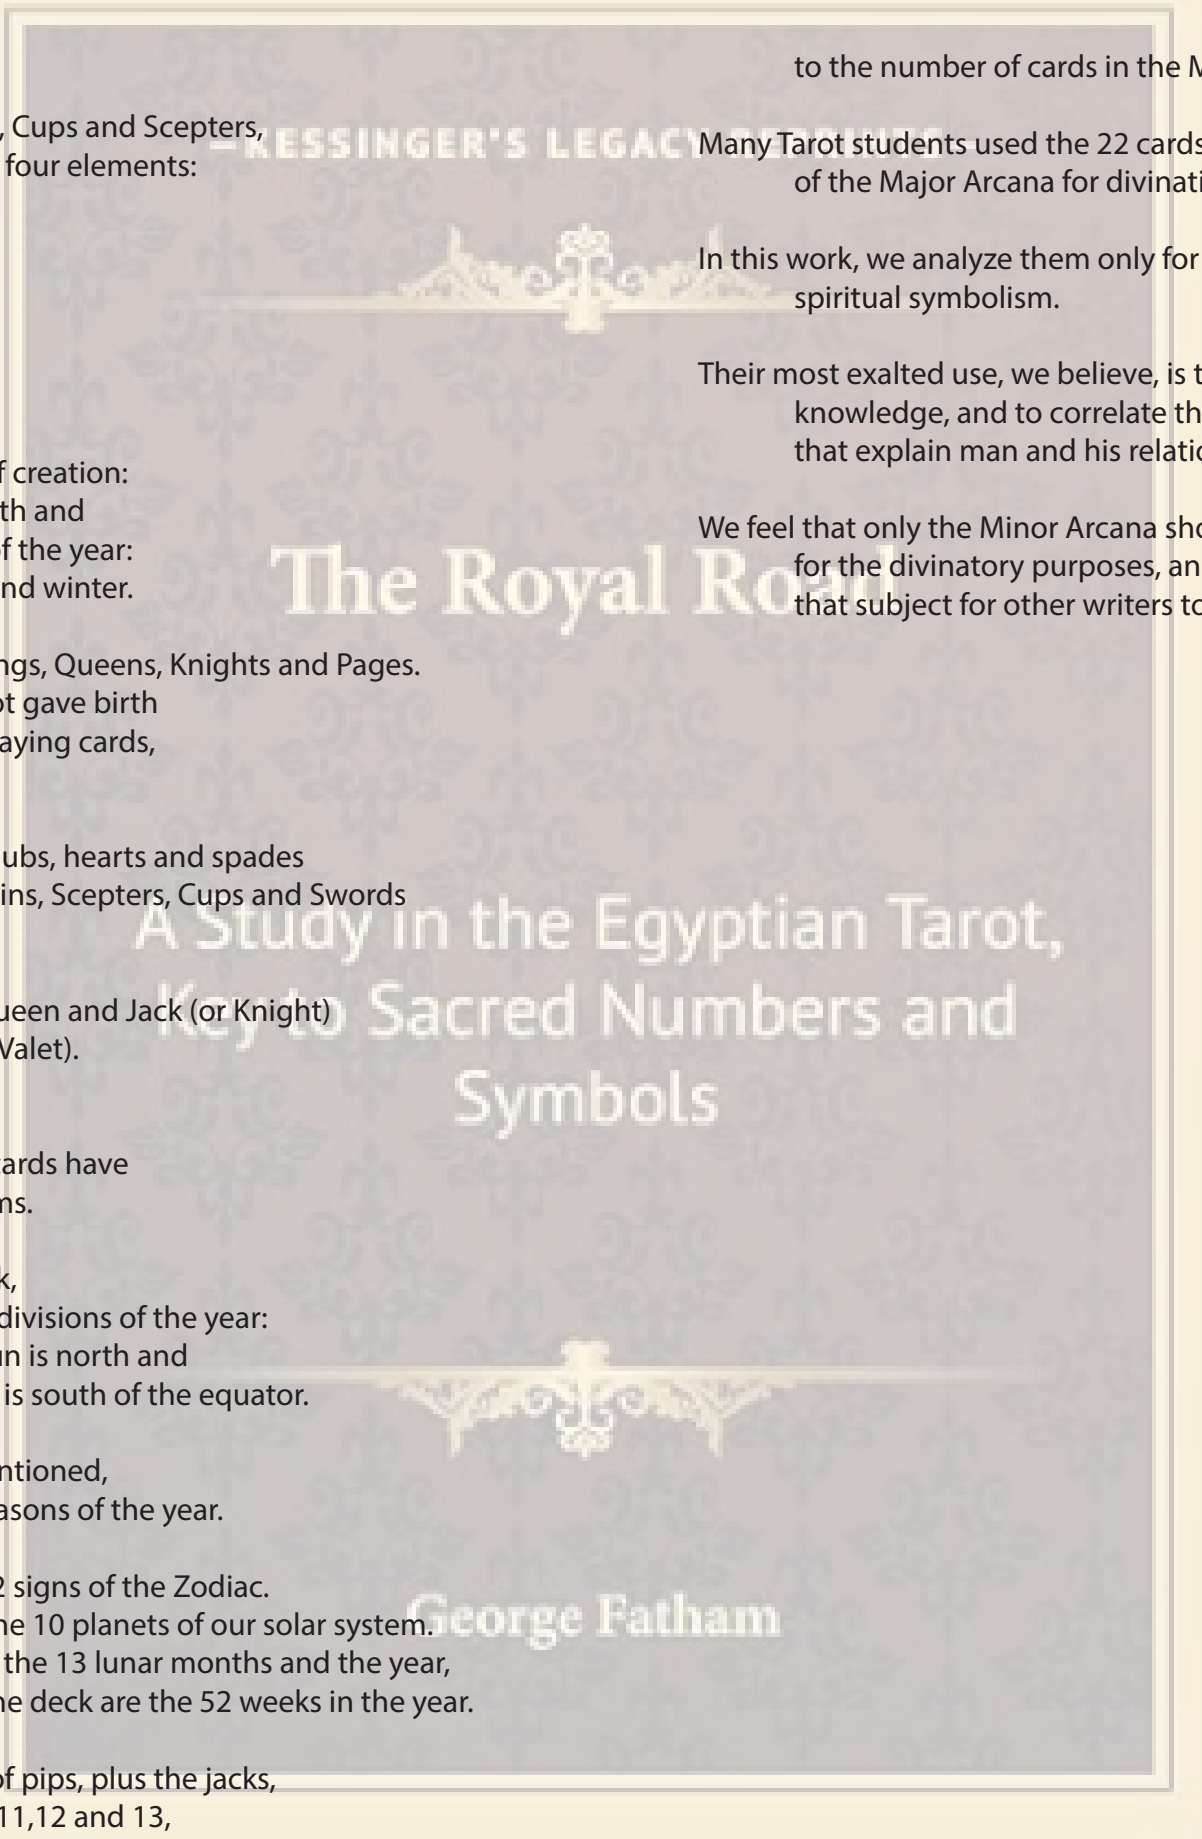 , Cups and Scepters,
four elements:
f creation:
th and
f the year:
nd winter.
ngs, Queens, Knights and Pages.
ot gave birth
aying cards,
ubs, hearts and spades
ins, Scepters, Cups and Swords
ueen and Jack (or Knight)
Valet).
cards have
ms.
k,
divisions of the year:
un is north and
is south of the equator.
ntioned,
asons of the year.
2 signs of the Zodiac.
he 10 planets of our solar system.
the 13 lunar months and the year,
he deck are the 52 weeks in the year.
of pips, plus the jacks,
11,12 and 13,
–KESSINGER'S LEGACY REPRINTS–
The Royal Road
A Study in the Egyptian Tarot,
Key to Sacred Numbers and
Symbols
George Fatham
to the number of cards in the M
Many Tarot students used the 22 cards
of the Major Arcana for divinati
In this work, we analyze them only for
spiritual symbolism.
Their most exalted use, we believe, is t
knowledge, and to correlate th
that explain man and his relatio
We feel that only the Minor Arcana sho
for the divinatory purposes, an
that subject for other writers to